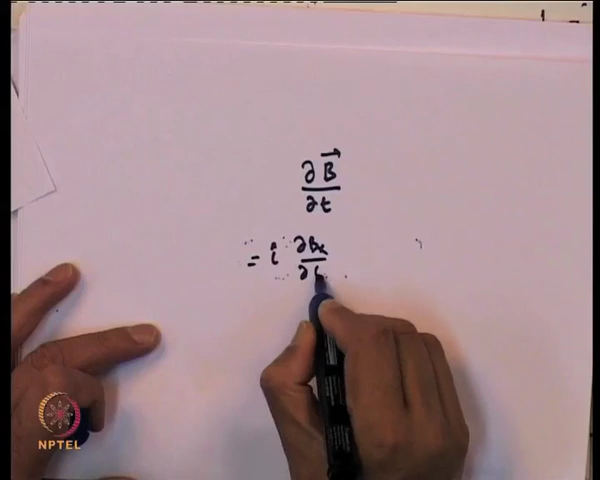 ∂B⃗
∂t
= î ∂Bx
∂t
NPTEL